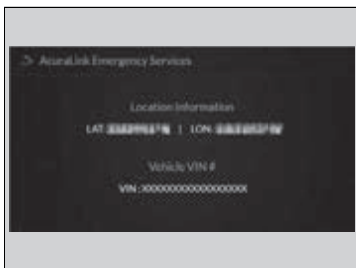 AcuraLink Emergency Services
Location Information
LAT: | LON:
Vehicle VIN #
VIN: XXXXXXXXXXXXXXXXX